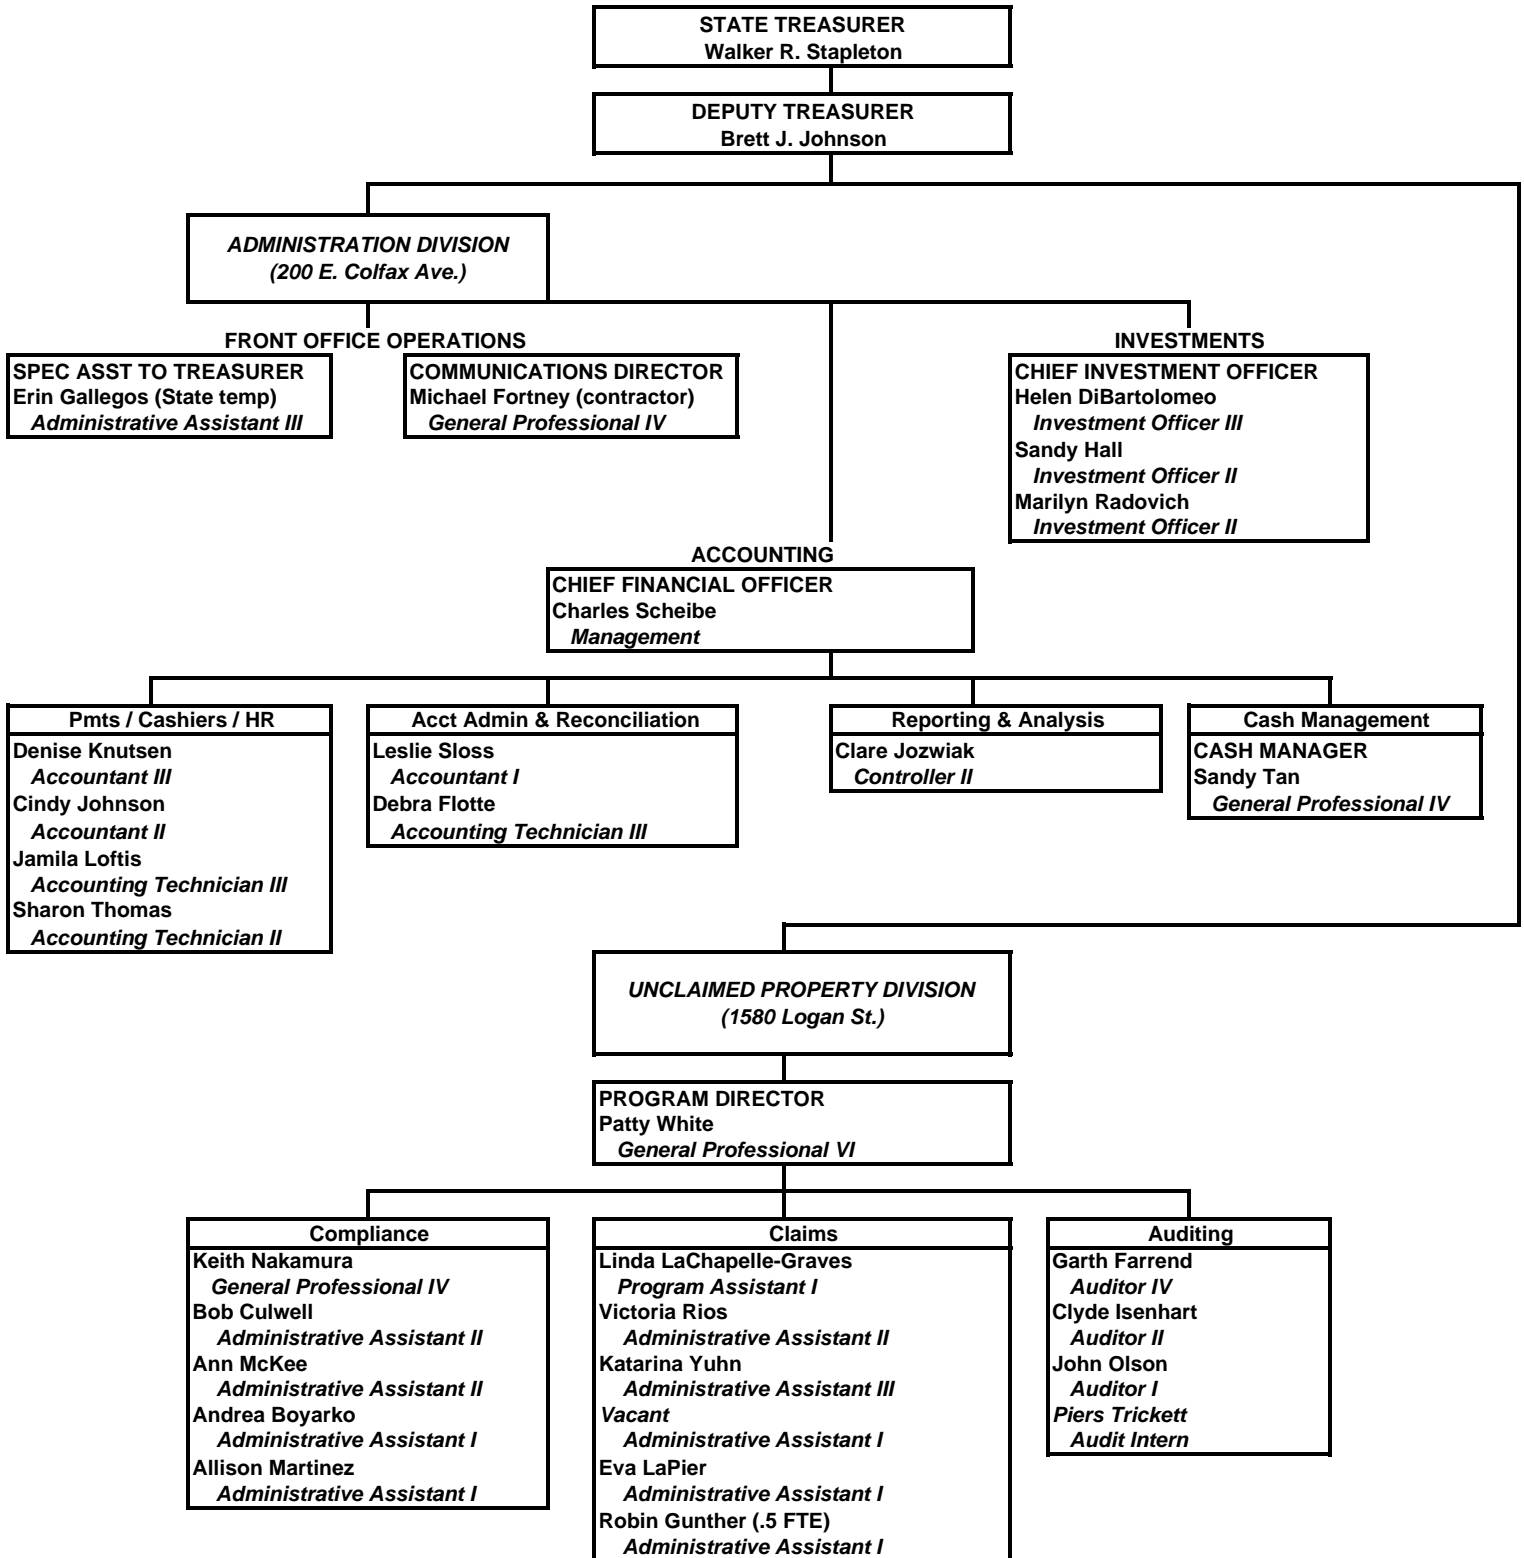 STATE TREASURER
Walker R. Stapleton
DEPUTY TREASURER
Brett J. Johnson
ADMINISTRATION DIVISION
(200 E. Colfax Ave.)
FRONT OFFICE OPERATIONS
SPEC ASST TO TREASURER
Erin Gallegos (State temp)
Administrative Assistant III
COMMUNICATIONS DIRECTOR
Michael Fortney (contractor)
General Professional IV
INVESTMENTS
CHIEF INVESTMENT OFFICER
Helen DiBartolomeo
Investment Officer III
Sandy Hall
Investment Officer II
Marilyn Radovich
Investment Officer II
ACCOUNTING
CHIEF FINANCIAL OFFICER
Charles Scheibe
Management
Pmts / Cashiers / HR
Denise Knutsen
Accountant III
Cindy Johnson
Accountant II
Jamila Loftis
Accounting Technician III
Sharon Thomas
Accounting Technician II
Acct Admin & Reconciliation
Leslie Sloss
Accountant I
Debra Flotte
Accounting Technician III
Reporting & Analysis
Clare Jozwiak
Controller II
Cash Management
CASH MANAGER
Sandy Tan
General Professional IV
UNCLAIMED PROPERTY DIVISION
(1580 Logan St.)
PROGRAM DIRECTOR
Patty White
General Professional VI
Compliance
Keith Nakamura
General Professional IV
Bob Culwell
Administrative Assistant II
Ann McKee
Administrative Assistant II
Andrea Boyarko
Administrative Assistant I
Allison Martinez
Administrative Assistant I
Claims
Linda LaChapelle-Graves
Program Assistant I
Victoria Rios
Administrative Assistant II
Katarina Yuhn
Administrative Assistant III
Vacant
Administrative Assistant I
Eva LaPier
Administrative Assistant I
Robin Gunther (.5 FTE)
Administrative Assistant I
Auditing
Garth Farrend
Auditor IV
Clyde Isenhart
Auditor II
John Olson
Auditor I
Piers Trickett
Audit Intern